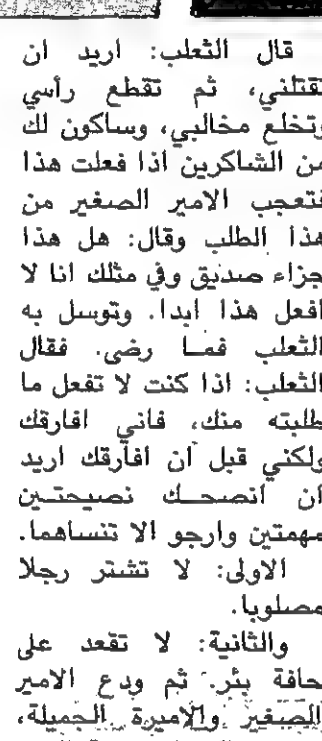 قال الثعلب: اريد ان
تقتلني، ثم تقطع رأسي
وتخلع مخالبي، وساكون لك
من الشاكرين اذا فعلت هذا
فتعجب الامير الصغير من
هذا الطلب وقال: هل هذا
جزاء صديق وفي مثلك انا لا
افعل هذا ابدا. وتوسل به
الثعلب فما رضى. فقال
الثعلب: اذا كنت لا تفعل ما
طلبته منك، فاني افارقك
ولكني قبل ان افارقك اريد
ان انصحك نصيحتين
مهمتين وارجو الا تنساهما.
الاولى: لا تشتر رجلا
مصلوبا.
والثانية: لا تقعد على
حافة بئر. ثم ودع الامير
الصغير والاميرة الجميلة،